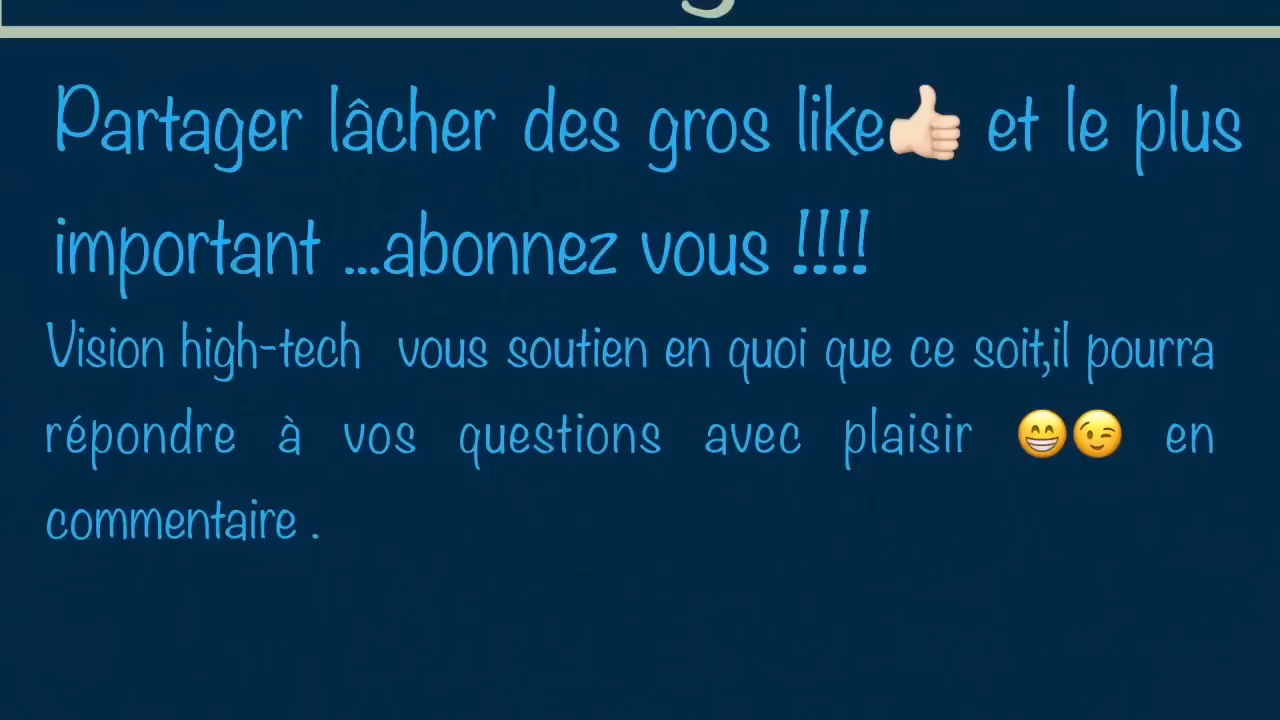 Partager lâcher des gros like👍🏻 et le plus
important ...abonnez vous !!!!
Vision high-tech vous soutien en quoi que ce soit,il pourra
répondre à vos questions avec plaisir 😁😉 en
commentaire .